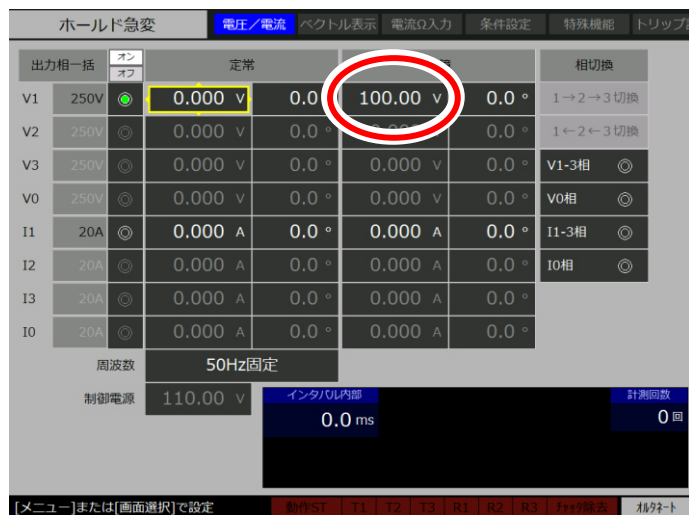 ホールド急変 電圧/電流 ベクトル表示 電流Ω入力 条件設定 特殊機能 トリップ
出力相一括 オン 定常 相切換
オフ
V1 250V 0.000 V 0.0 100.00 V 0.0 ° 1→2→3切換
V2 250V 0.000 V 0.0 ° V 0.0 ° 1←2←3切換
V3 250V 0.000 V 0.0 ° 0.000 V 0.0 ° V1-3相
V0 250V 0.000 V 0.0 ° 0.000 V 0.0 ° V0相
I1 20A 0.000 A 0.0 ° 0.000 A 0.0 ° I1-3相
I2 20A 0.000 A 0.0 ° 0.000 A 0.0 ° I0相
I3 20A 0.000 A 0.0 ° 0.000 A 0.0 °
I0 20A 0.000 A 0.0 ° 0.000 A 0.0 °
周波数 50Hz固定
制御電源 110.00 V インタバル内部 計測回数
0.0 ms 0 回
[メニュー]または[画面選択]で設定 動作ST T1 T2 T3 R1 R2 R3 チャタ除去 オルタネート